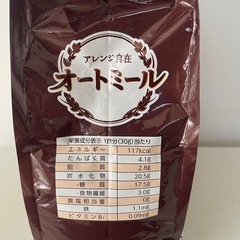 アレンジ自在
オートミール
栄養成分表示 1食分(30g)当たり
エネルギー 117kcal
たんぱく質 4.1g
脂質 2.8g
炭水化物 20.5g
-糖質 17.5g
-食物繊維 3.0g
食塩相当量 0g
鉄 1.1mg
ビタミンB₁ 0.09mg